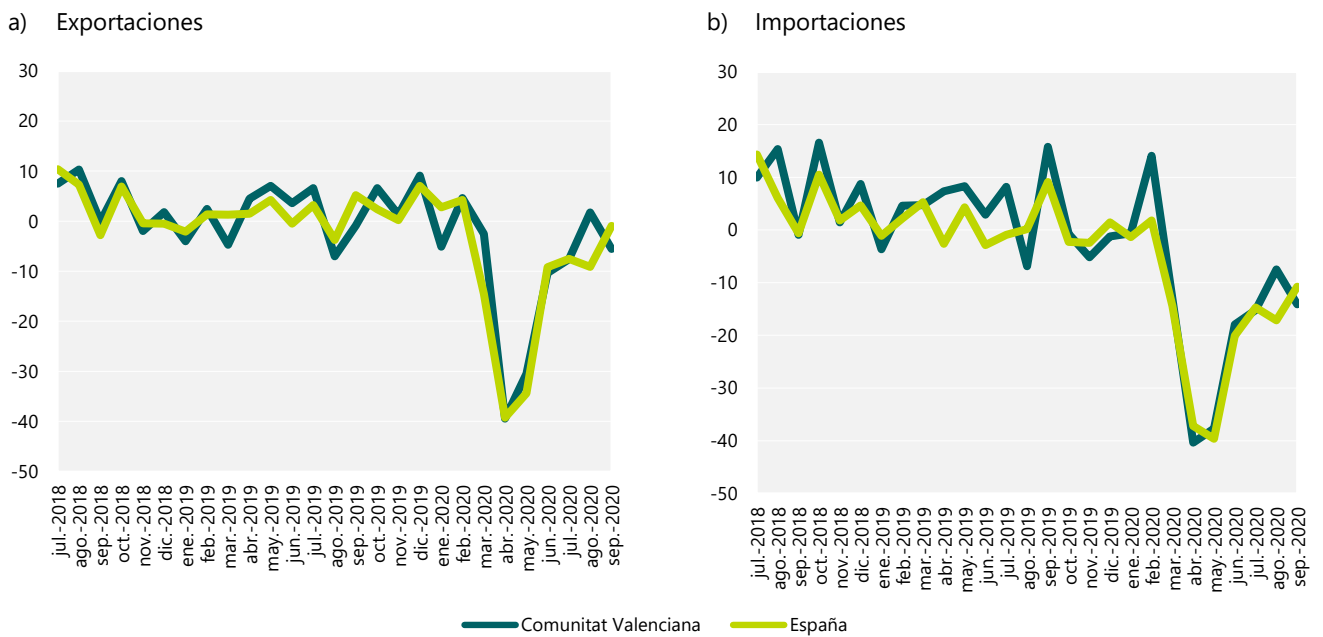 a) Exportaciones
30
20
10
0
-10
-20
-30
-40
-50
jul.-2018
ago.-2018
sep.-2018
oct.-2018
nov.-2018
dic.-2018
ene.-2019
feb.-2019
mar.-2019
abr.-2019
may.-2019
jun.-2019
jul.-2019
ago.-2019
sep.-2019
oct.-2019
nov.-2019
dic.-2019
ene.-2020
feb.-2020
mar.-2020
abr.-2020
may.-2020
jun.-2020
jul.-2020
ago.-2020
sep.-2020
b) Importaciones
30
20
10
0
-10
-20
-30
-40
-50
jul.-2018
ago.-2018
sep.-2018
oct.-2018
nov.-2018
dic.-2018
ene.-2019
feb.-2019
mar.-2019
abr.-2019
may.-2019
jun.-2019
jul.-2019
ago.-2019
sep.-2019
oct.-2019
nov.-2019
dic.-2019
ene.-2020
feb.-2020
mar.-2020
abr.-2020
may.-2020
jun.-2020
jul.-2020
ago.-2020
sep.-2020
Comunitat Valenciana
España